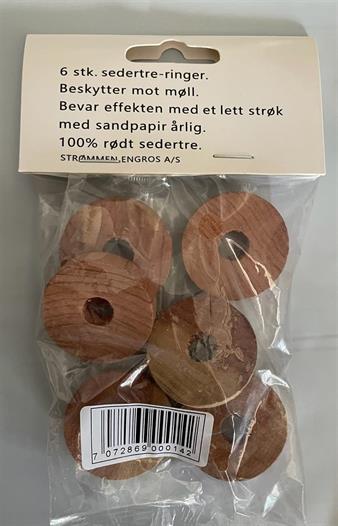 6 stk. sedertre-ringer.
Beskytter mot møll.
Bevar effekten med et lett strøk
med sandpapir årlig.
100% rødt sedertre.
STRØMMEN ENGROS A/S
7 072869 000142